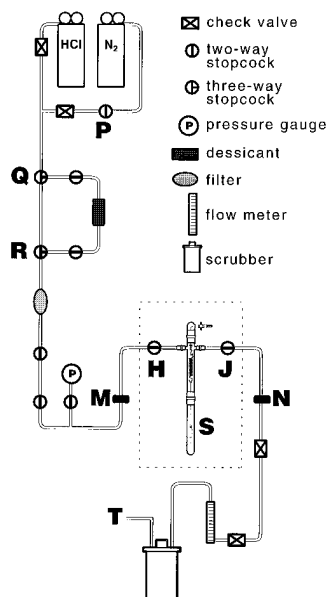 HCl N₂
check valve
two-way
stopcock
three-way
stopcock
P pressure gauge
dessicant
filter
flow meter
scrubber
P
Q
R
P
H J
M N
S
T